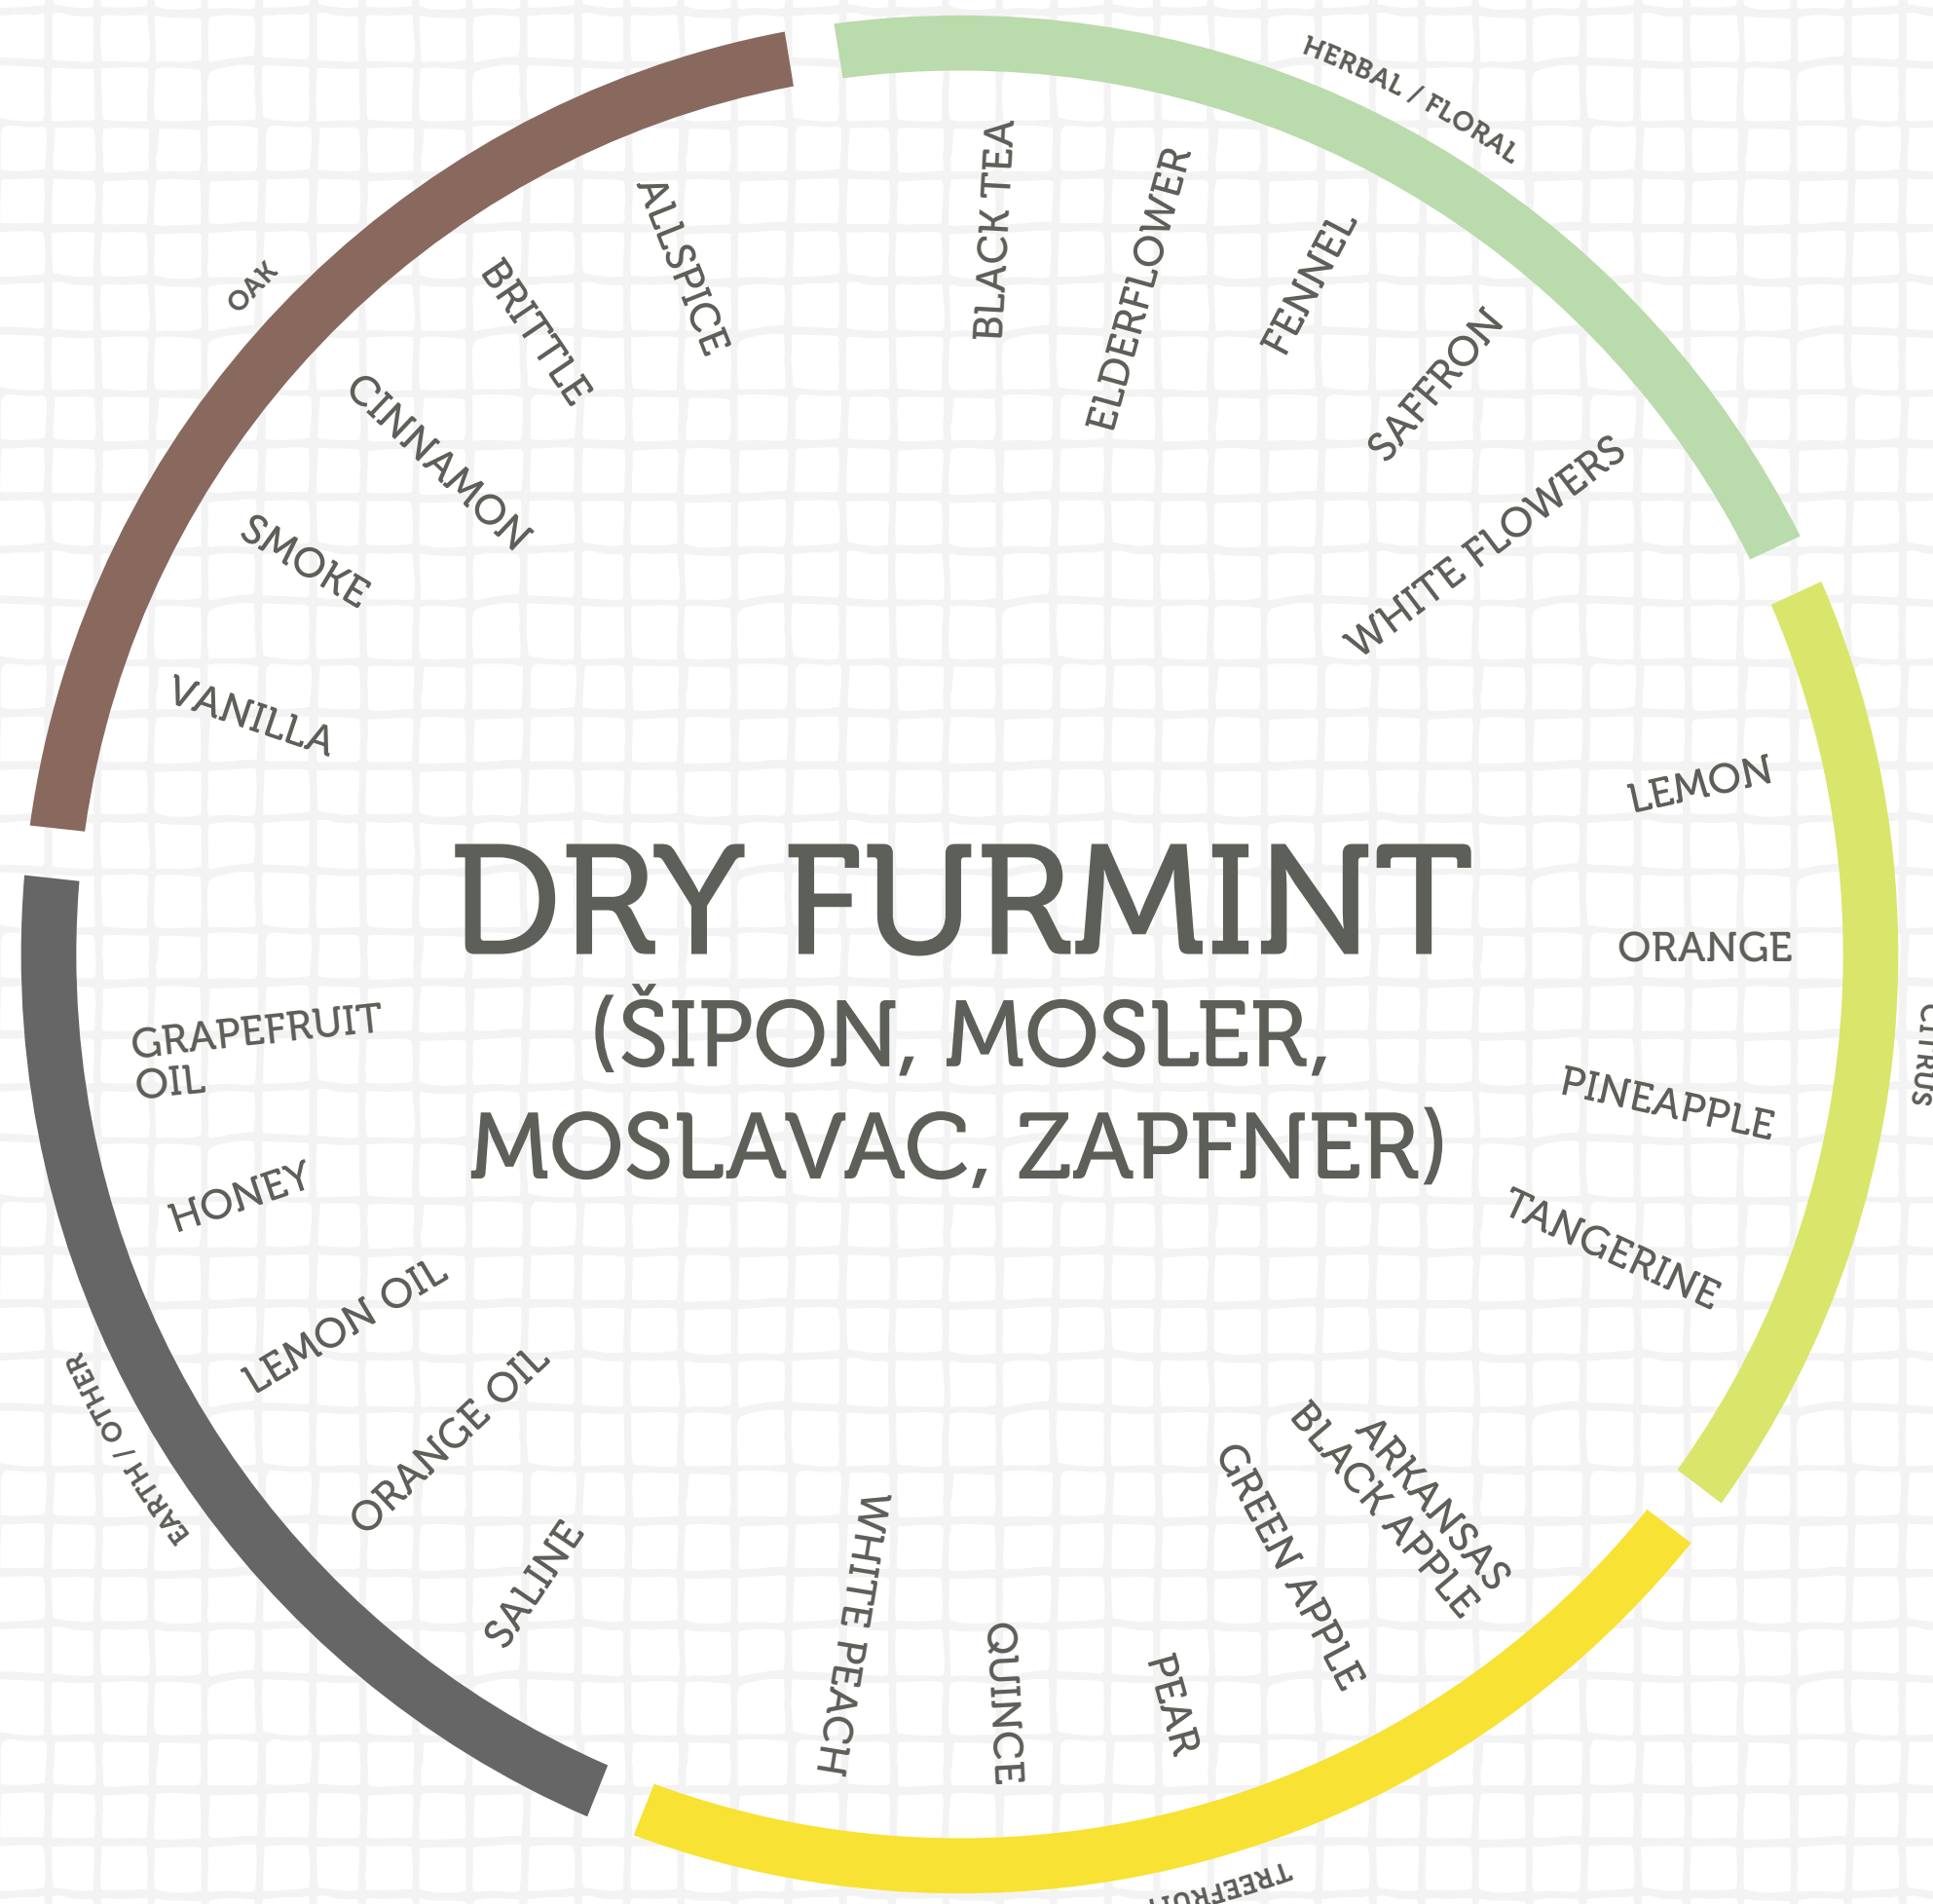 HERBAL / FLORAL
BLACK TEA
ELDERFLOWER
FENNEL
SAFFRON
WHITE FLOWERS
CITRUS
LEMON
ORANGE
PINEAPPLE
TANGERINE
TREEFRUIT
ARKANSAS
BLACK APPLE
GREEN APPLE
PEAR
QUINCE
WHITE PEACH
EARTH / OTHER
SALINE
ORANGE OIL
LEMON OIL
HONEY
GRAPEFRUIT
OIL
OAK
VANILLA
SMOKE
CINNAMON
BRITTLE
ALLSPICE
DRY FURMINT
(ŠIPON, MOSLER,
MOSLAVAC, ZAPFNER)